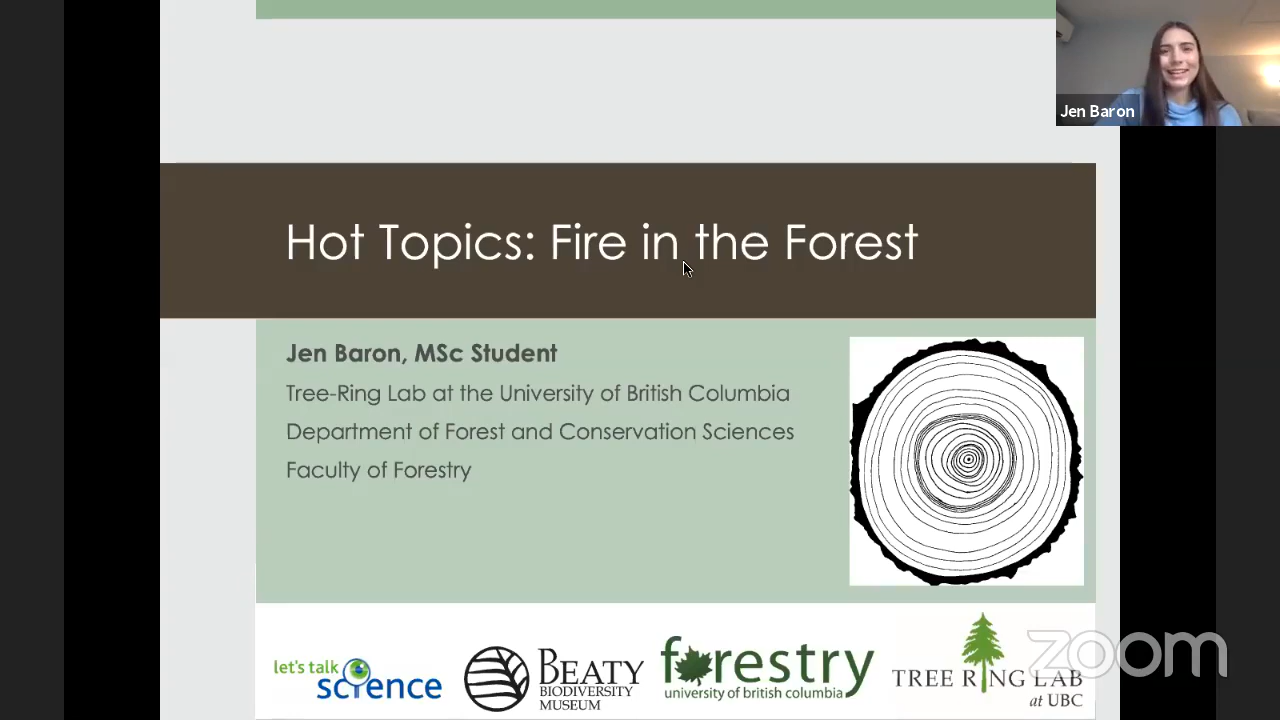 Jen Baron
Hot Topics: Fire in the Forest
Jen Baron, MSc Student
Tree-Ring Lab at the University of British Columbia
Department of Forest and Conservation Sciences
Faculty of Forestry
let's talk
science
BEATY
BIODIVERSITY
MUSEUM
forestry
university of british columbia
TREE RING LAB
at UBC
zoom